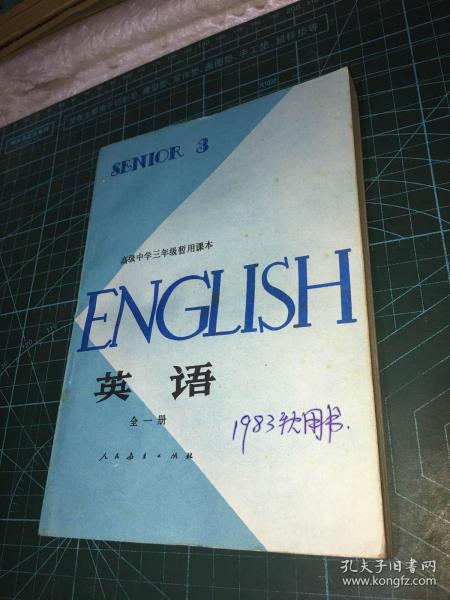 SENIOR 3
高级中学三年级暂用课本
ENGLISH
英语
全一册
人民教育出版社
1983年秋用书.
孔夫子旧书网
www.kongfz.com